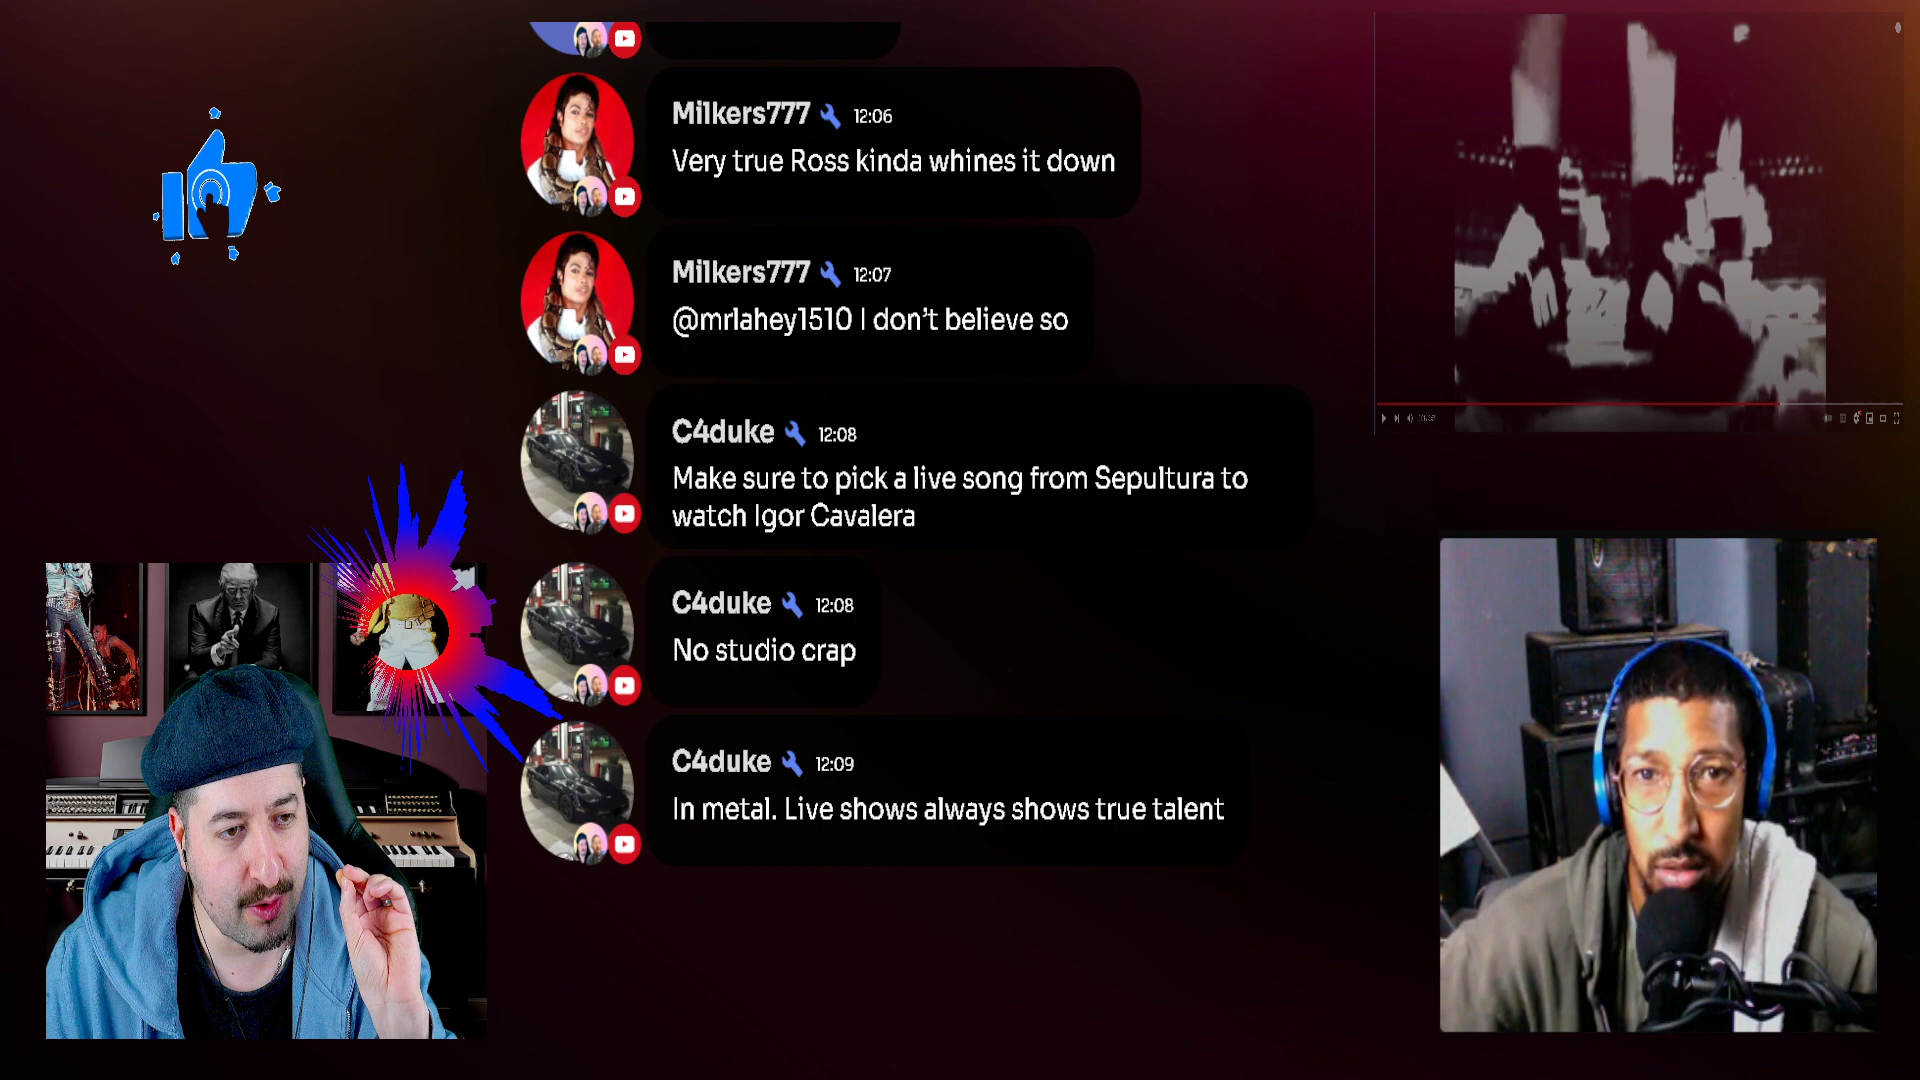 Milkers777 12:06
Very true Ross kinda whines it down
Milkers777 12:07
@mrlahey1510 I don't believe so
C4duke 12:08
Make sure to pick a live song from Sepultura to
watch Igor Cavalera
C4duke 12:08
No studio crap
C4duke 12:09
In metal. Live shows always shows true talent